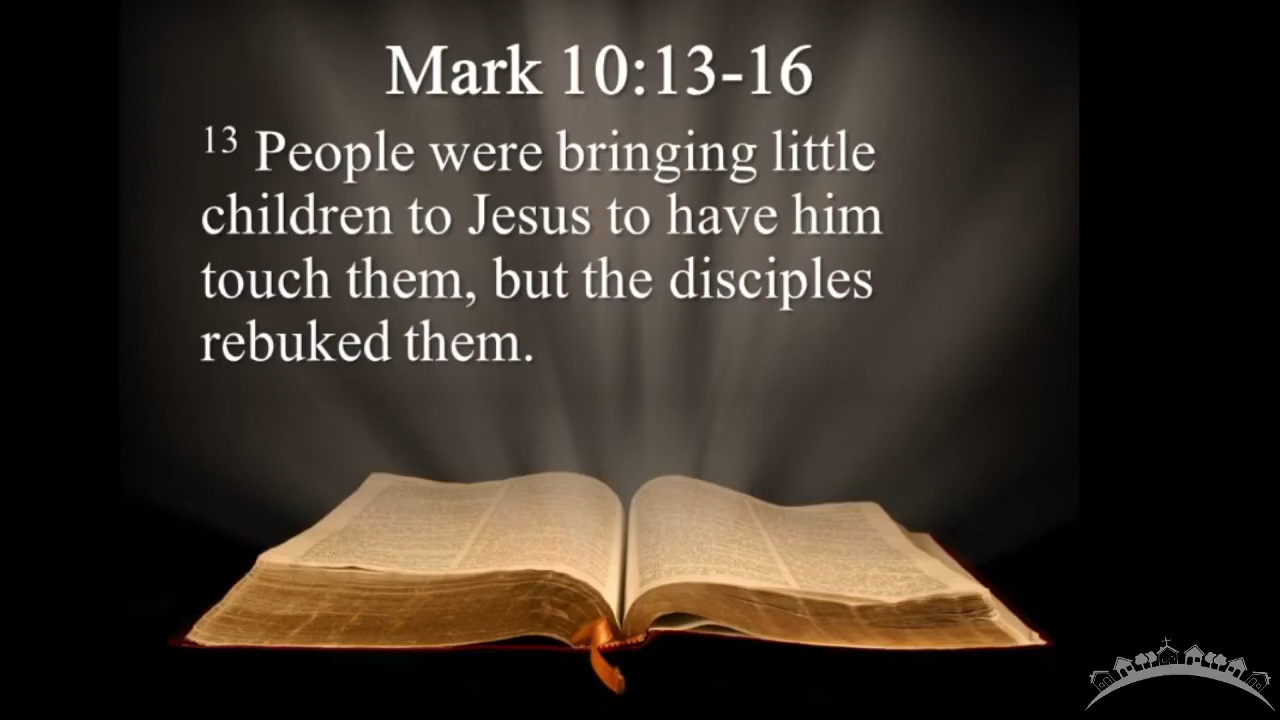 Mark 10:13-16
13 People were bringing little
children to Jesus to have him
touch them, but the disciples
rebuked them.